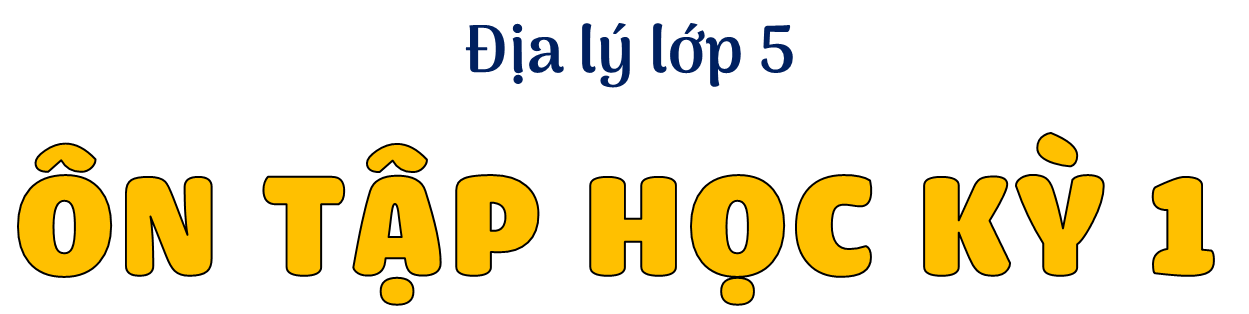 Địa lý lớp 5
ÔN TẬP HỌC KỲ 1